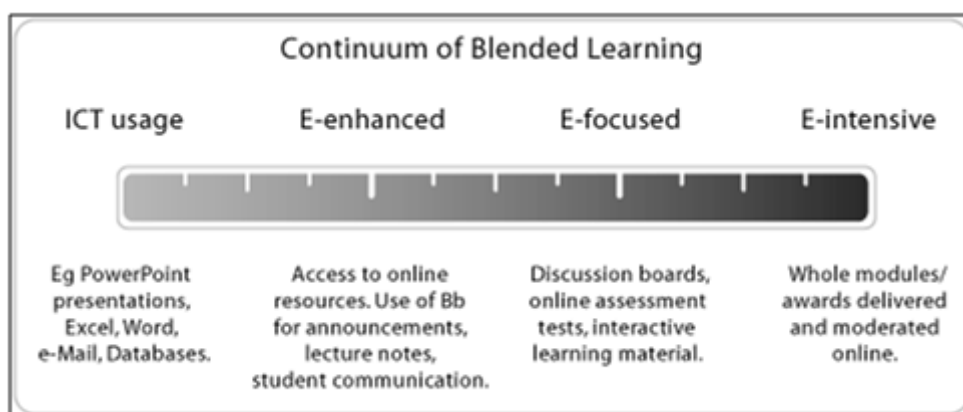 Continuum of Blended Learning
ICT usage
E-enhanced
E-focused
E-intensive
Eg PowerPoint
presentations,
Excel, Word,
e-Mail, Databases.
Access to online
resources. Use of Bb
for announcements,
lecture notes,
student communication.
Discussion boards,
online assessment
tests, interactive
learning material.
Whole modules/
awards delivered
and moderated
online.